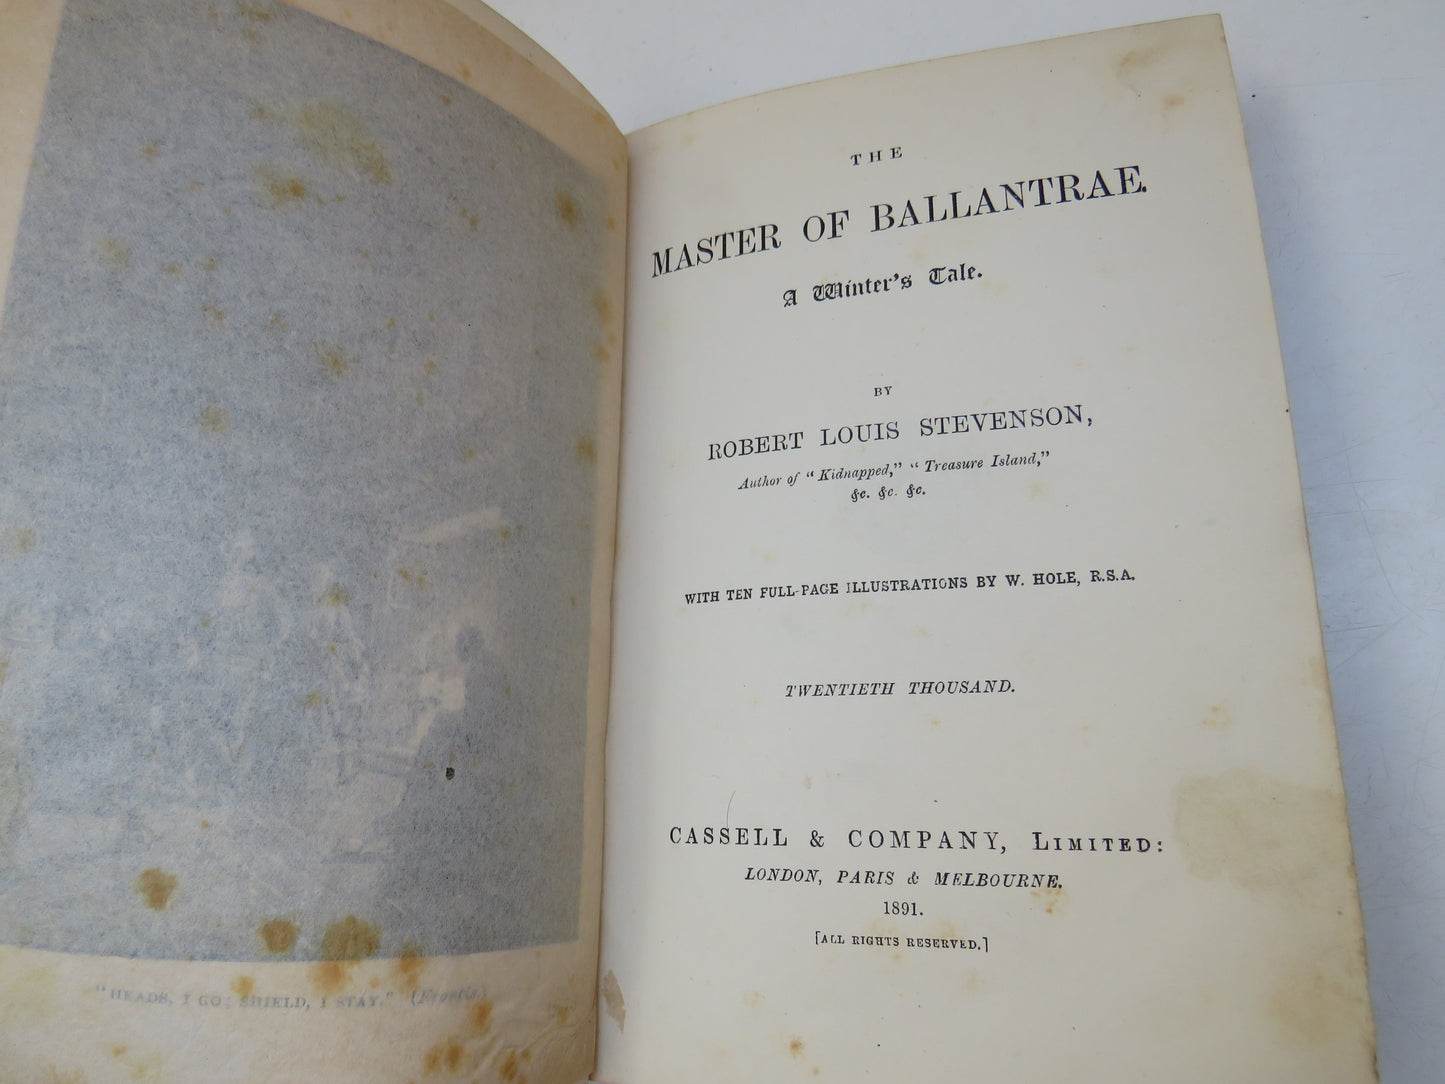 "HEADS, I GO; SHIELD, I STAY." (Frontis.)
THE
MASTER OF BALLANTRAE.
A Winter's Tale.
BY
ROBERT LOUIS STEVENSON,
Author of "Kidnapped," "Treasure Island,"
&c. &c. &c.
WITH TEN FULL-PAGE ILLUSTRATIONS BY W. HOLE, R.S.A.
TWENTIETH THOUSAND.
CASSELL & COMPANY, LIMITED:
LONDON, PARIS & MELBOURNE.
1891.
[ALL RIGHTS RESERVED.]